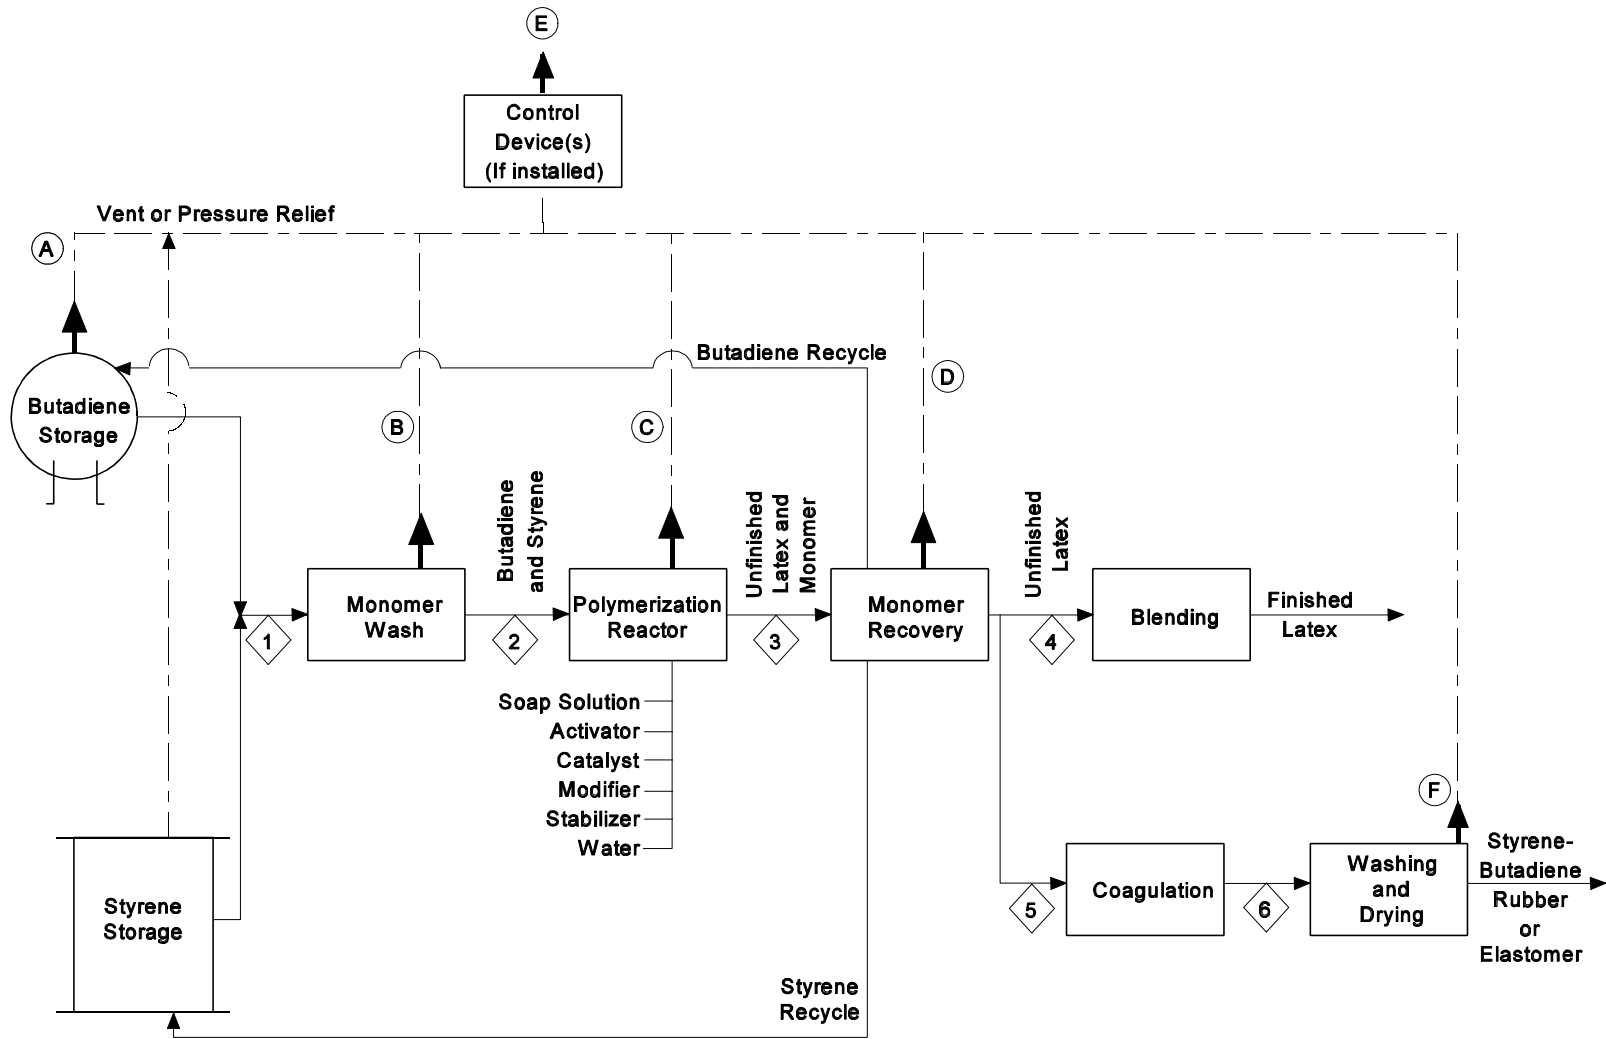 E
Control
Device(s)
(If installed)
Vent or Pressure Relief
A
Butadiene Recycle
D
Butadiene
Storage
B
C
Butadiene
and Styrene
Unfinished
Latex and
Monomer
Unfinished
Latex
Monomer
Wash
Polymerization
Reactor
Monomer
Recovery
Blending
Finished
Latex
1
2
3
4
Soap Solution
Activator
Catalyst
Modifier
Stabilizer
Water
F
Styrene
Storage
Coagulation
Washing
and
Drying
Styrene-
Butadiene
Rubber
or
Elastomer
5
6
Styrene
Recycle